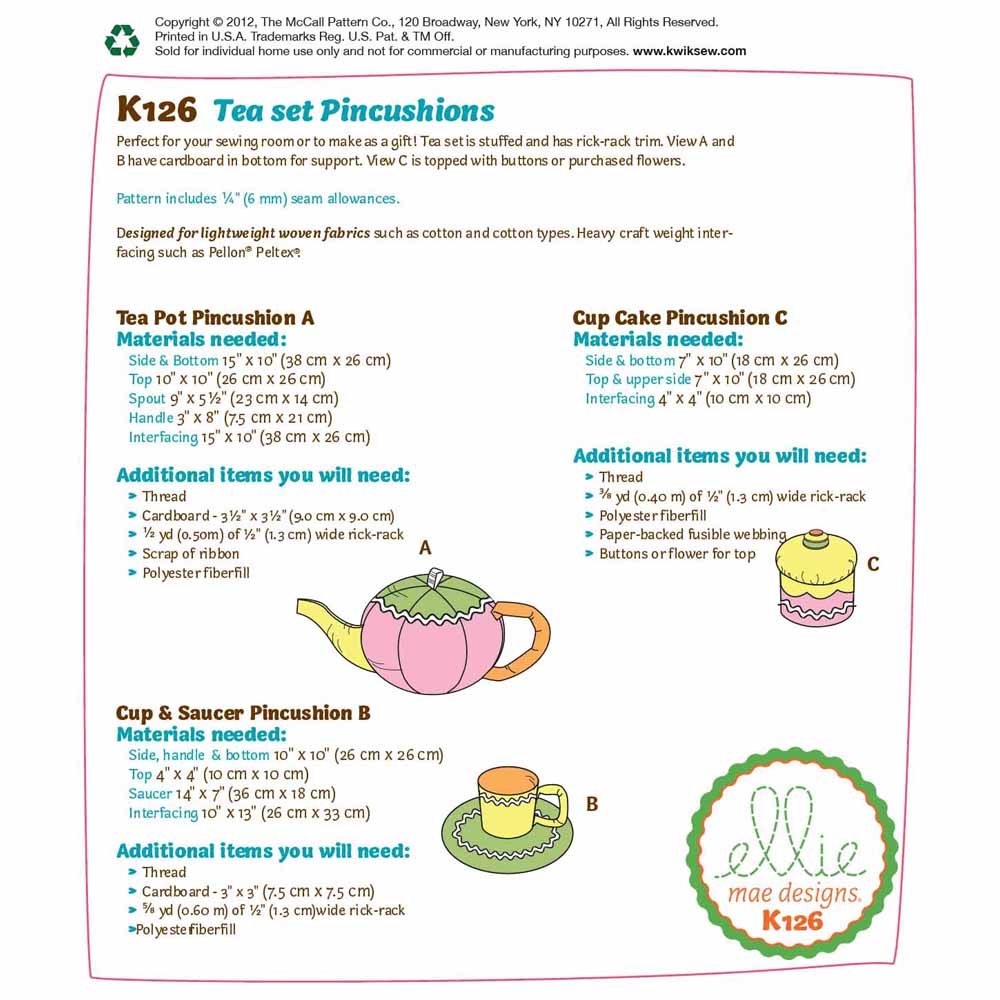 Copyright © 2012, The McCall Pattern Co., 120 Broadway, New York, NY 10271, All Rights Reserved.
Printed in U.S.A. Trademarks Reg. U.S. Pat. & TM Off.
Sold for individual home use only and not for commercial or manufacturing purposes. www.kwiksew.com
K126 Tea set Pincushions
Perfect for your sewing room or to make as a gift! Tea set is stuffed and has rick-rack trim. View A and
B have cardboard in bottom for support. View C is topped with buttons or purchased flowers.
Pattern includes ¼" (6 mm) seam allowances.
Designed for lightweight woven fabrics such as cotton and cotton types. Heavy craft weight inter-
facing such as Pellon® Peltex®.
Tea Pot Pincushion A
Materials needed:
Side & Bottom 15" x 10" (38 cm x 26 cm)
Top 10" x 10" (26 cm x 26 cm)
Spout 9" x 5½" (23 cm x 14 cm)
Handle 3" x 8" (7.5 cm x 21 cm)
Interfacing 15" x 10" (38 cm x 26 cm)
Additional items you will need:
➤ Thread
➤ Cardboard - 3½" x 3½" (9.0 cm x 9.0 cm)
➤ ½ yd (0.50m) of ½" (1.3 cm) wide rick-rack
➤ Scrap of ribbon
➤ Polyester fiberfill
A
Cup Cake Pincushion C
Materials needed:
Side & bottom 7" x 10" (18 cm x 26 cm)
Top & upper side 7" x 10" (18 cm x 26 cm)
Interfacing 4" x 4" (10 cm x 10 cm)
Additional items you will need:
➤ Thread
➤ ⅜ yd (0.40 m) of ½" (1.3 cm) wide rick-rack
➤ Polyester fiberfill
➤ Paper-backed fusible webbing
➤ Buttons or flower for top
C
Cup & Saucer Pincushion B
Materials needed:
Side, handle & bottom 10" x 10" (26 cm x 26 cm)
Top 4" x 4" (10 cm x 10 cm)
Saucer 14" x 7" (36 cm x 18 cm)
Interfacing 10" x 13" (26 cm x 33 cm)
Additional items you will need:
➤ Thread
➤ Cardboard - 3" x 3" (7.5 cm x 7.5 cm)
➤ ⅝ yd (0.60 m) of ½" (1.3 cm)wide rick-rack
➤Polyesterfiberfill
B
ellie
mae designs®
K126